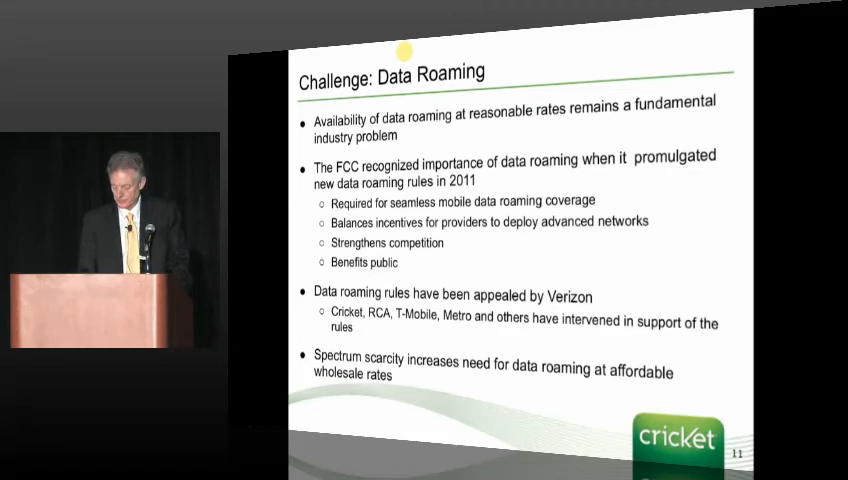 Challenge: Data Roaming
● Availability of data roaming at reasonable rates remains a fundamental
industry problem
● The FCC recognized importance of data roaming when it promulgated
new data roaming rules in 2011
○ Required for seamless mobile data roaming coverage
○ Balances incentives for providers to deploy advanced networks
○ Strengthens competition
○ Benefits public
● Data roaming rules have been appealed by Verizon
○ Cricket, RCA, T-Mobile, Metro and others have intervened in support of the
rules
● Spectrum scarcity increases need for data roaming at affordable
wholesale rates
cricket
11